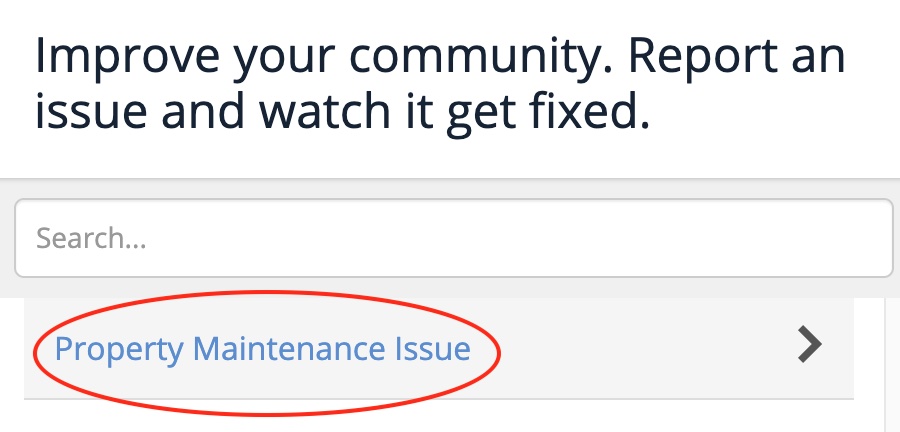 Improve your community. Report an
issue and watch it get fixed.
Search...
Property Maintenance Issue